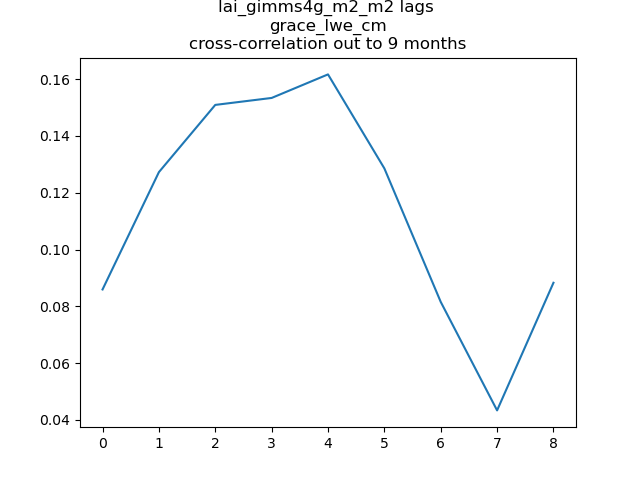 lai_gimms4g_m2_m2 lags
grace_lwe_cm
cross-correlation out to 9 months
0.16
0.14
0.12
0.10
0.08
0.06
0.04
0 1 2 3 4 5 6 7 8